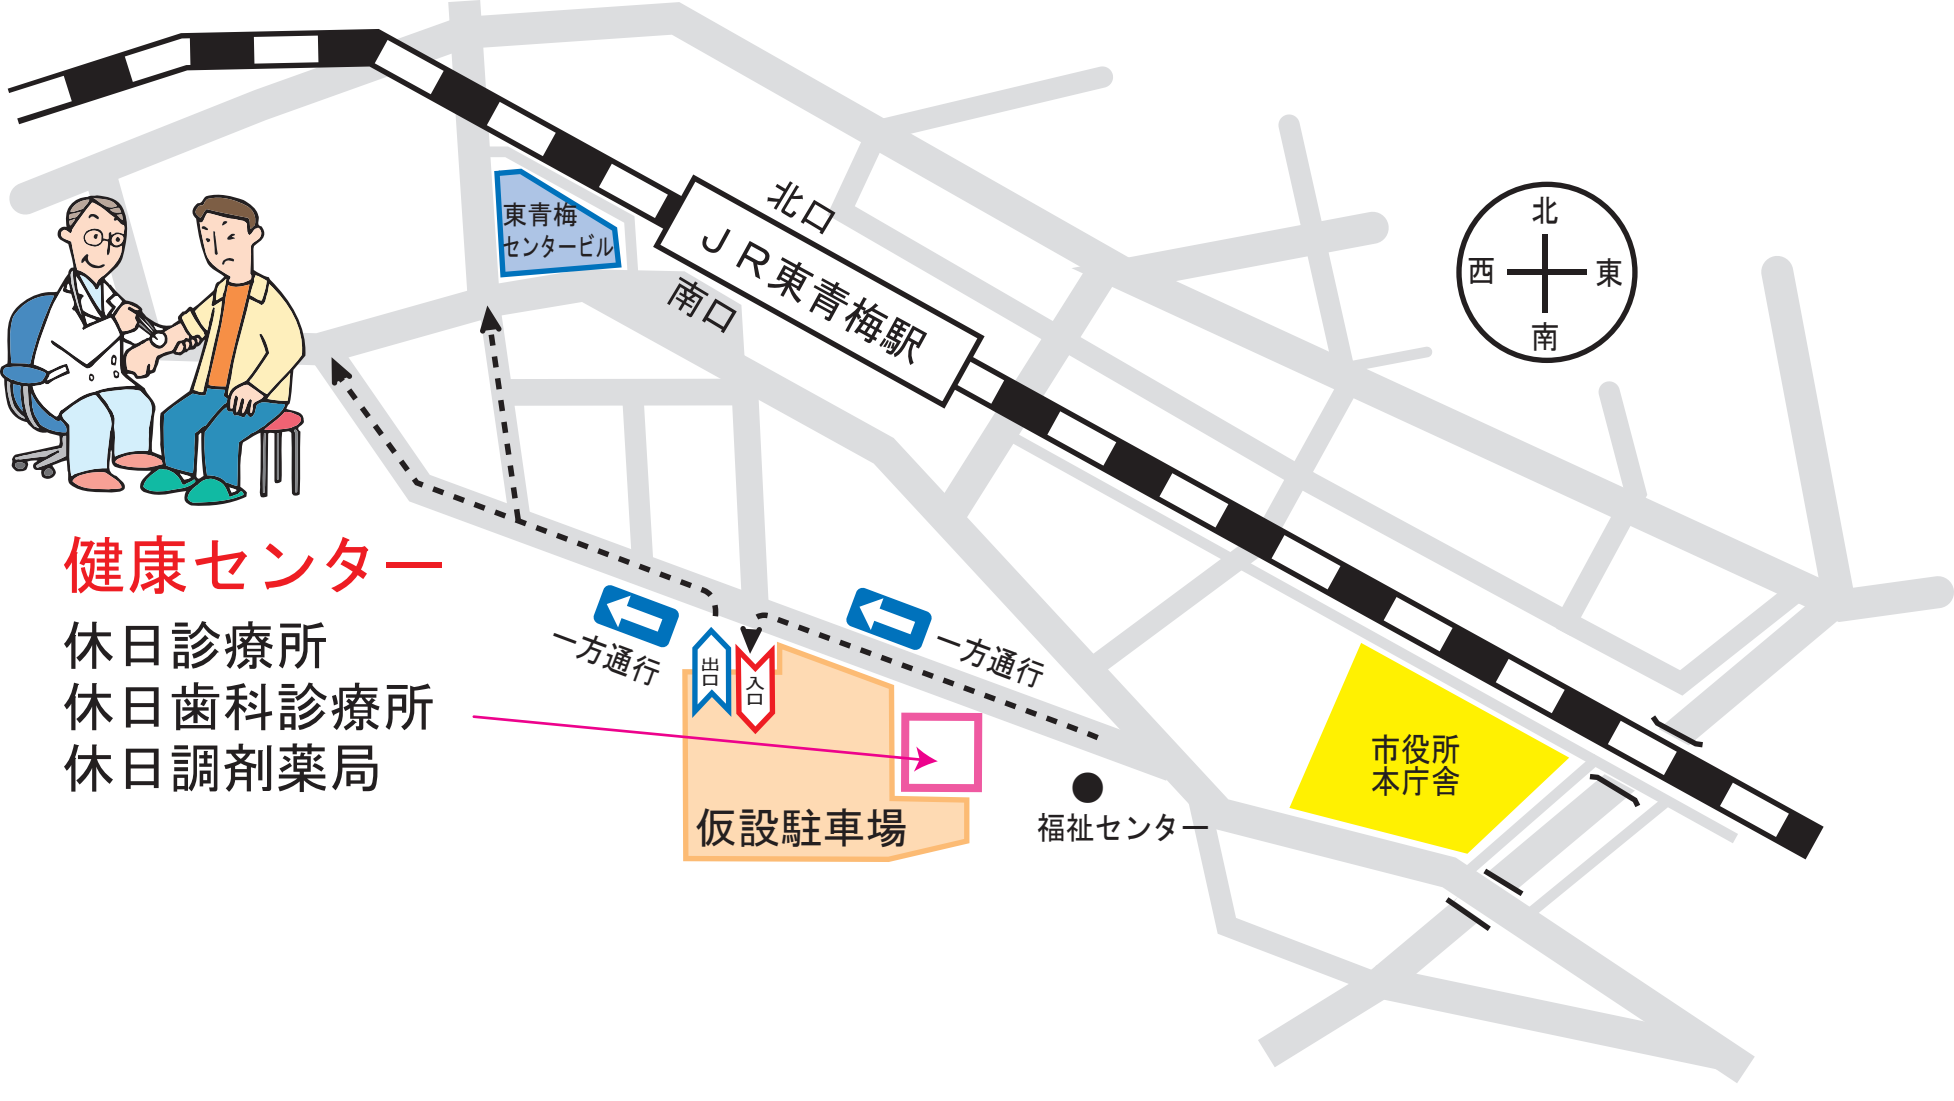 北口
ＪＲ東青梅駅
南口
東青梅
センタービル
北
西
東
南
健康センター
休日診療所
休日歯科診療所
休日調剤薬局
一方通行
一方通行
出口
入口
仮設駐車場
福祉センター
市役所
本庁舎